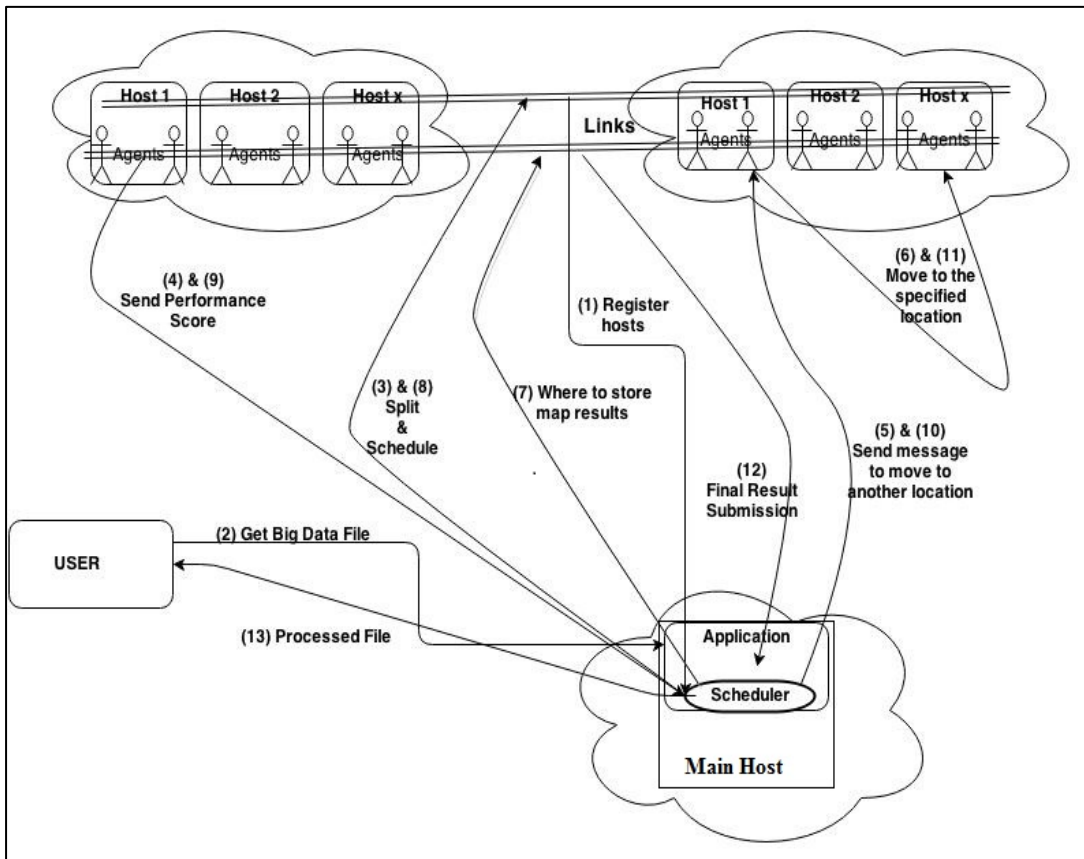 Host 1
Host 2
Host x
Agents
Agents
Agents
Links
Host 1
Host 2
Host x
Agents
Agents
Agents
(4) & (9)
Send Performance
Score
(1) Register
hosts
(6) & (11)
Move to the
specified
location
(3) & (8)
Split
&
Schedule
(7) Where to store
map results
(5) & (10)
Send message
to move to
another location
(12)
Final Result
Submission
(2) Get Big Data File
USER
(13) Processed File
Application
Scheduler
Main Host